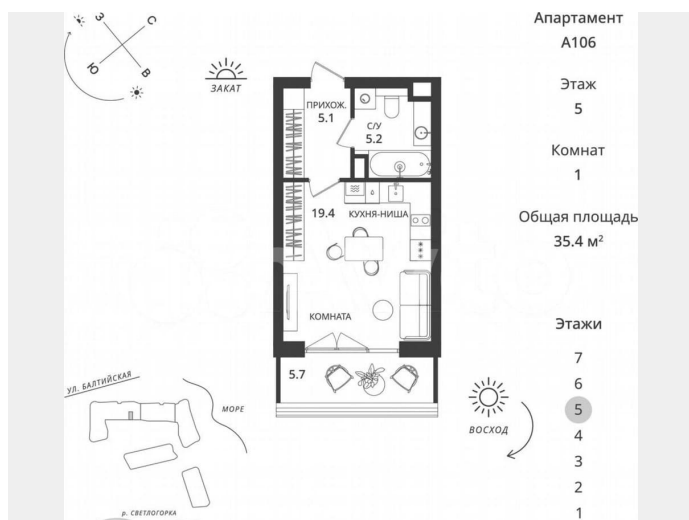 З
С
Ю
В
ЗАКАТ
Апартамент
А106
Этаж
5
Комнат
1
Общая площадь
35.4 м²
ПРИХОЖ.
5.1
С/У
5.2
19.4
КУХНЯ-НИША
КОМНАТА
5.7
ВОСХОД
УЛ. БАЛТИЙСКАЯ
МОРЕ
р. СВЕТЛОГОРКА
Этажи
7
6
5
4
3
2
1